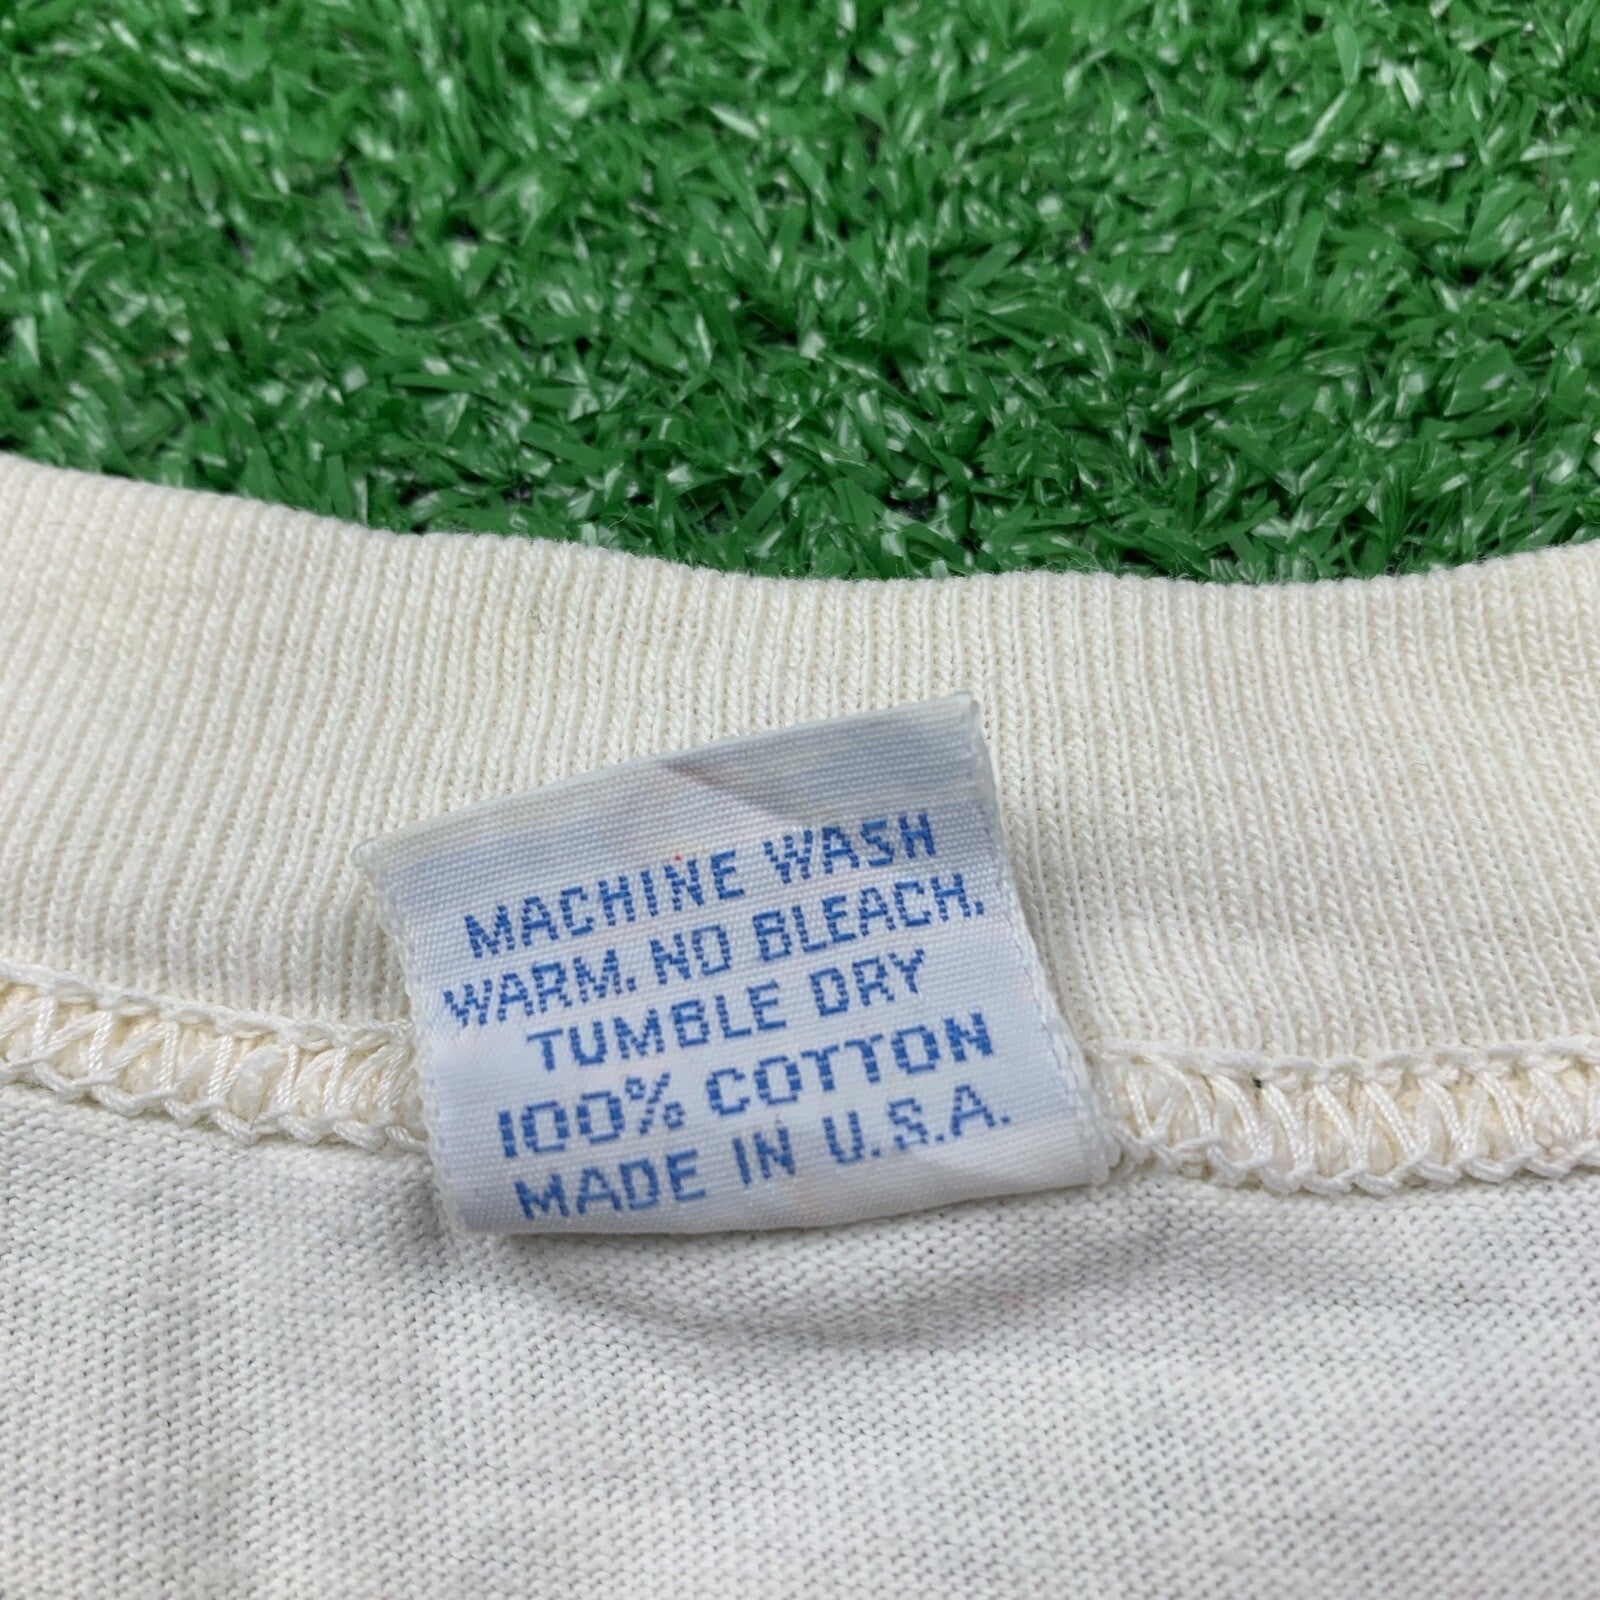 MACHINE WASH
WARM. NO BLEACH.
TUMBLE DRY
100% COTTON
MADE IN U.S.A.